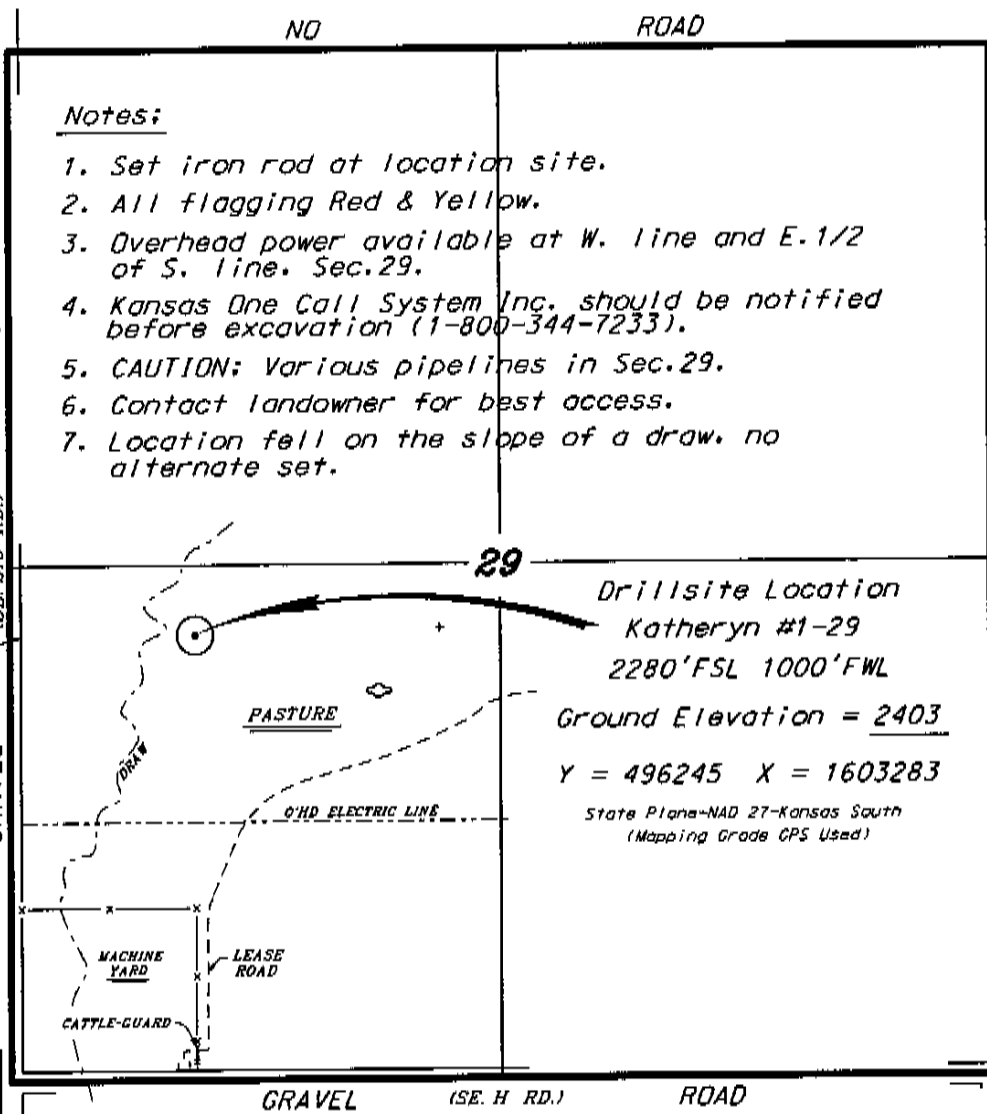 NO ROAD
Notes:
1. Set iron rod at location site.
2. All flagging Red & Yellow.
3. Overhead power available at W. line and E.1/2
of S. line. Sec.29.
4. Kansas One Call System Inc. should be notified
before excavation (1-800-344-7233).
5. CAUTION: Various pipelines in Sec.29.
6. Contact landowner for best access.
7. Location fell on the slope of a draw. no
alternate set.
29
Drillsite Location
Katheryn #1-29
2280'FSL 1000'FWL
Ground Elevation = 2403
Y = 496245 X = 1603283
State Plane-NAD 27-Kansas South
(Mapping Grade GPS Used)
PASTURE
DRAW
O'HD ELECTRIC LINE
MACHINE
YARD
LEASE
ROAD
CATTLE-GUARD
GRAVEL (SE. H RD.) ROAD